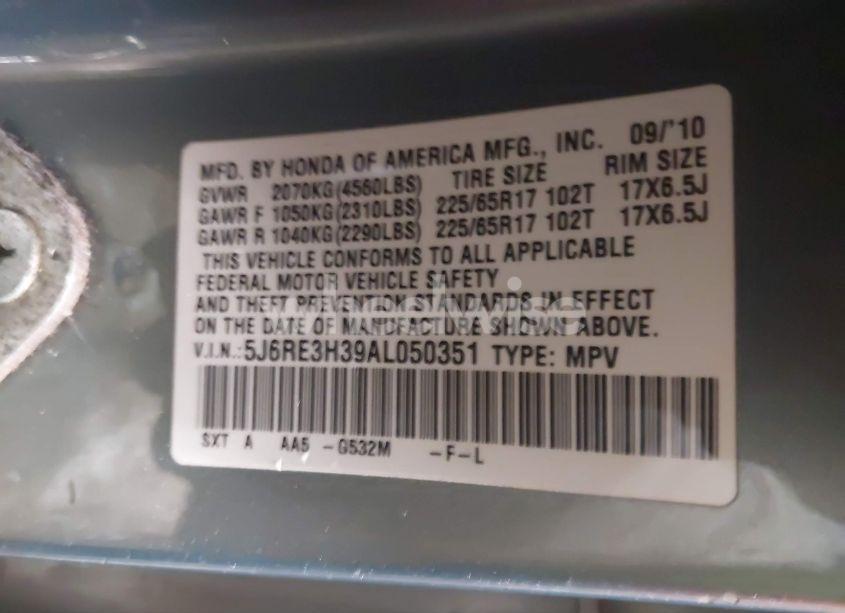 MFD. BY HONDA OF AMERICA MFG., INC. 09/'10
GVWR 2070KG(4560LBS) TIRE SIZE RIM SIZE
GAWR F 1050KG(2310LBS) 225/65R17 102T 17X6.5J
GAWR R 1040KG(2290LBS) 225/65R17 102T 17X6.5J
THIS VEHICLE CONFORMS TO ALL APPLICABLE
FEDERAL MOTOR VEHICLE SAFETY
AND THEFT PREVENTION STANDARDS IN EFFECT
ON THE DATE OF MANUFACTURE SHOWN ABOVE.
V.I.N.:5J6RE3H39AL050351 TYPE: MPV
SXT A AA5 -G532M -F-L